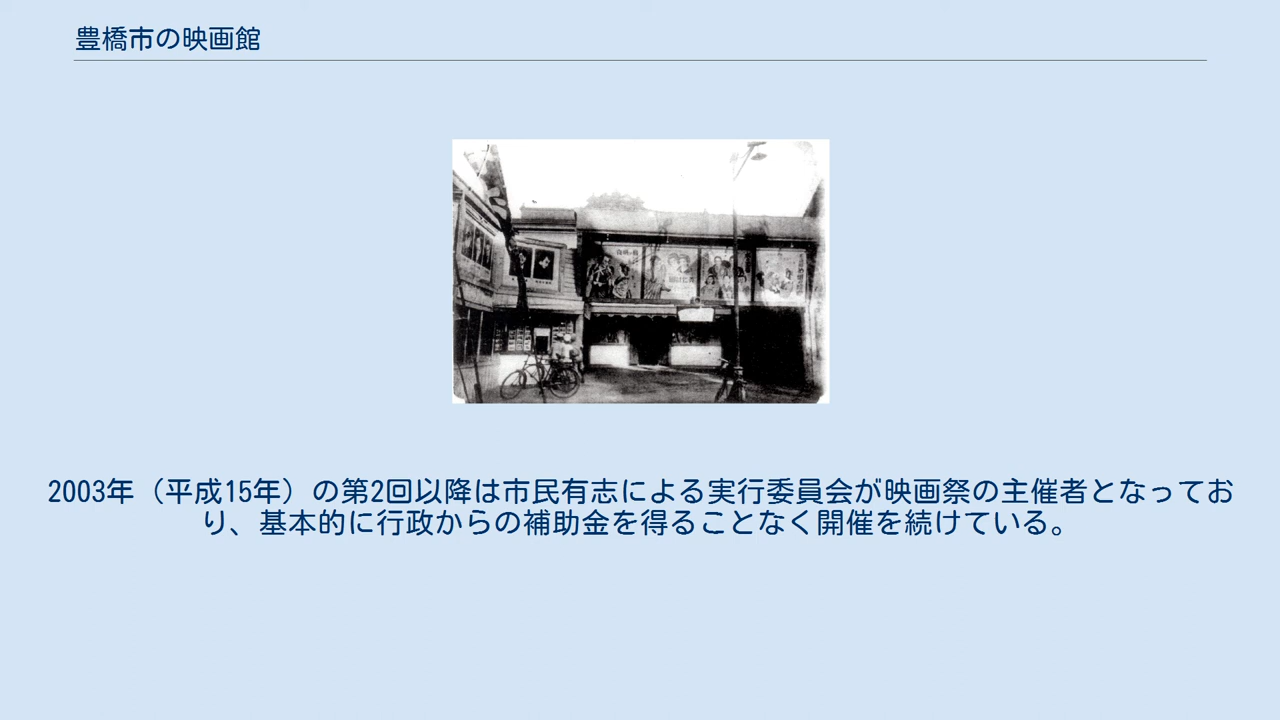 豊橋市の映画館
2003年（平成15年）の第2回以降は市民有志による実行委員会が映画祭の主催者となってお
り、基本的に行政からの補助金を得ることなく開催を続けている。